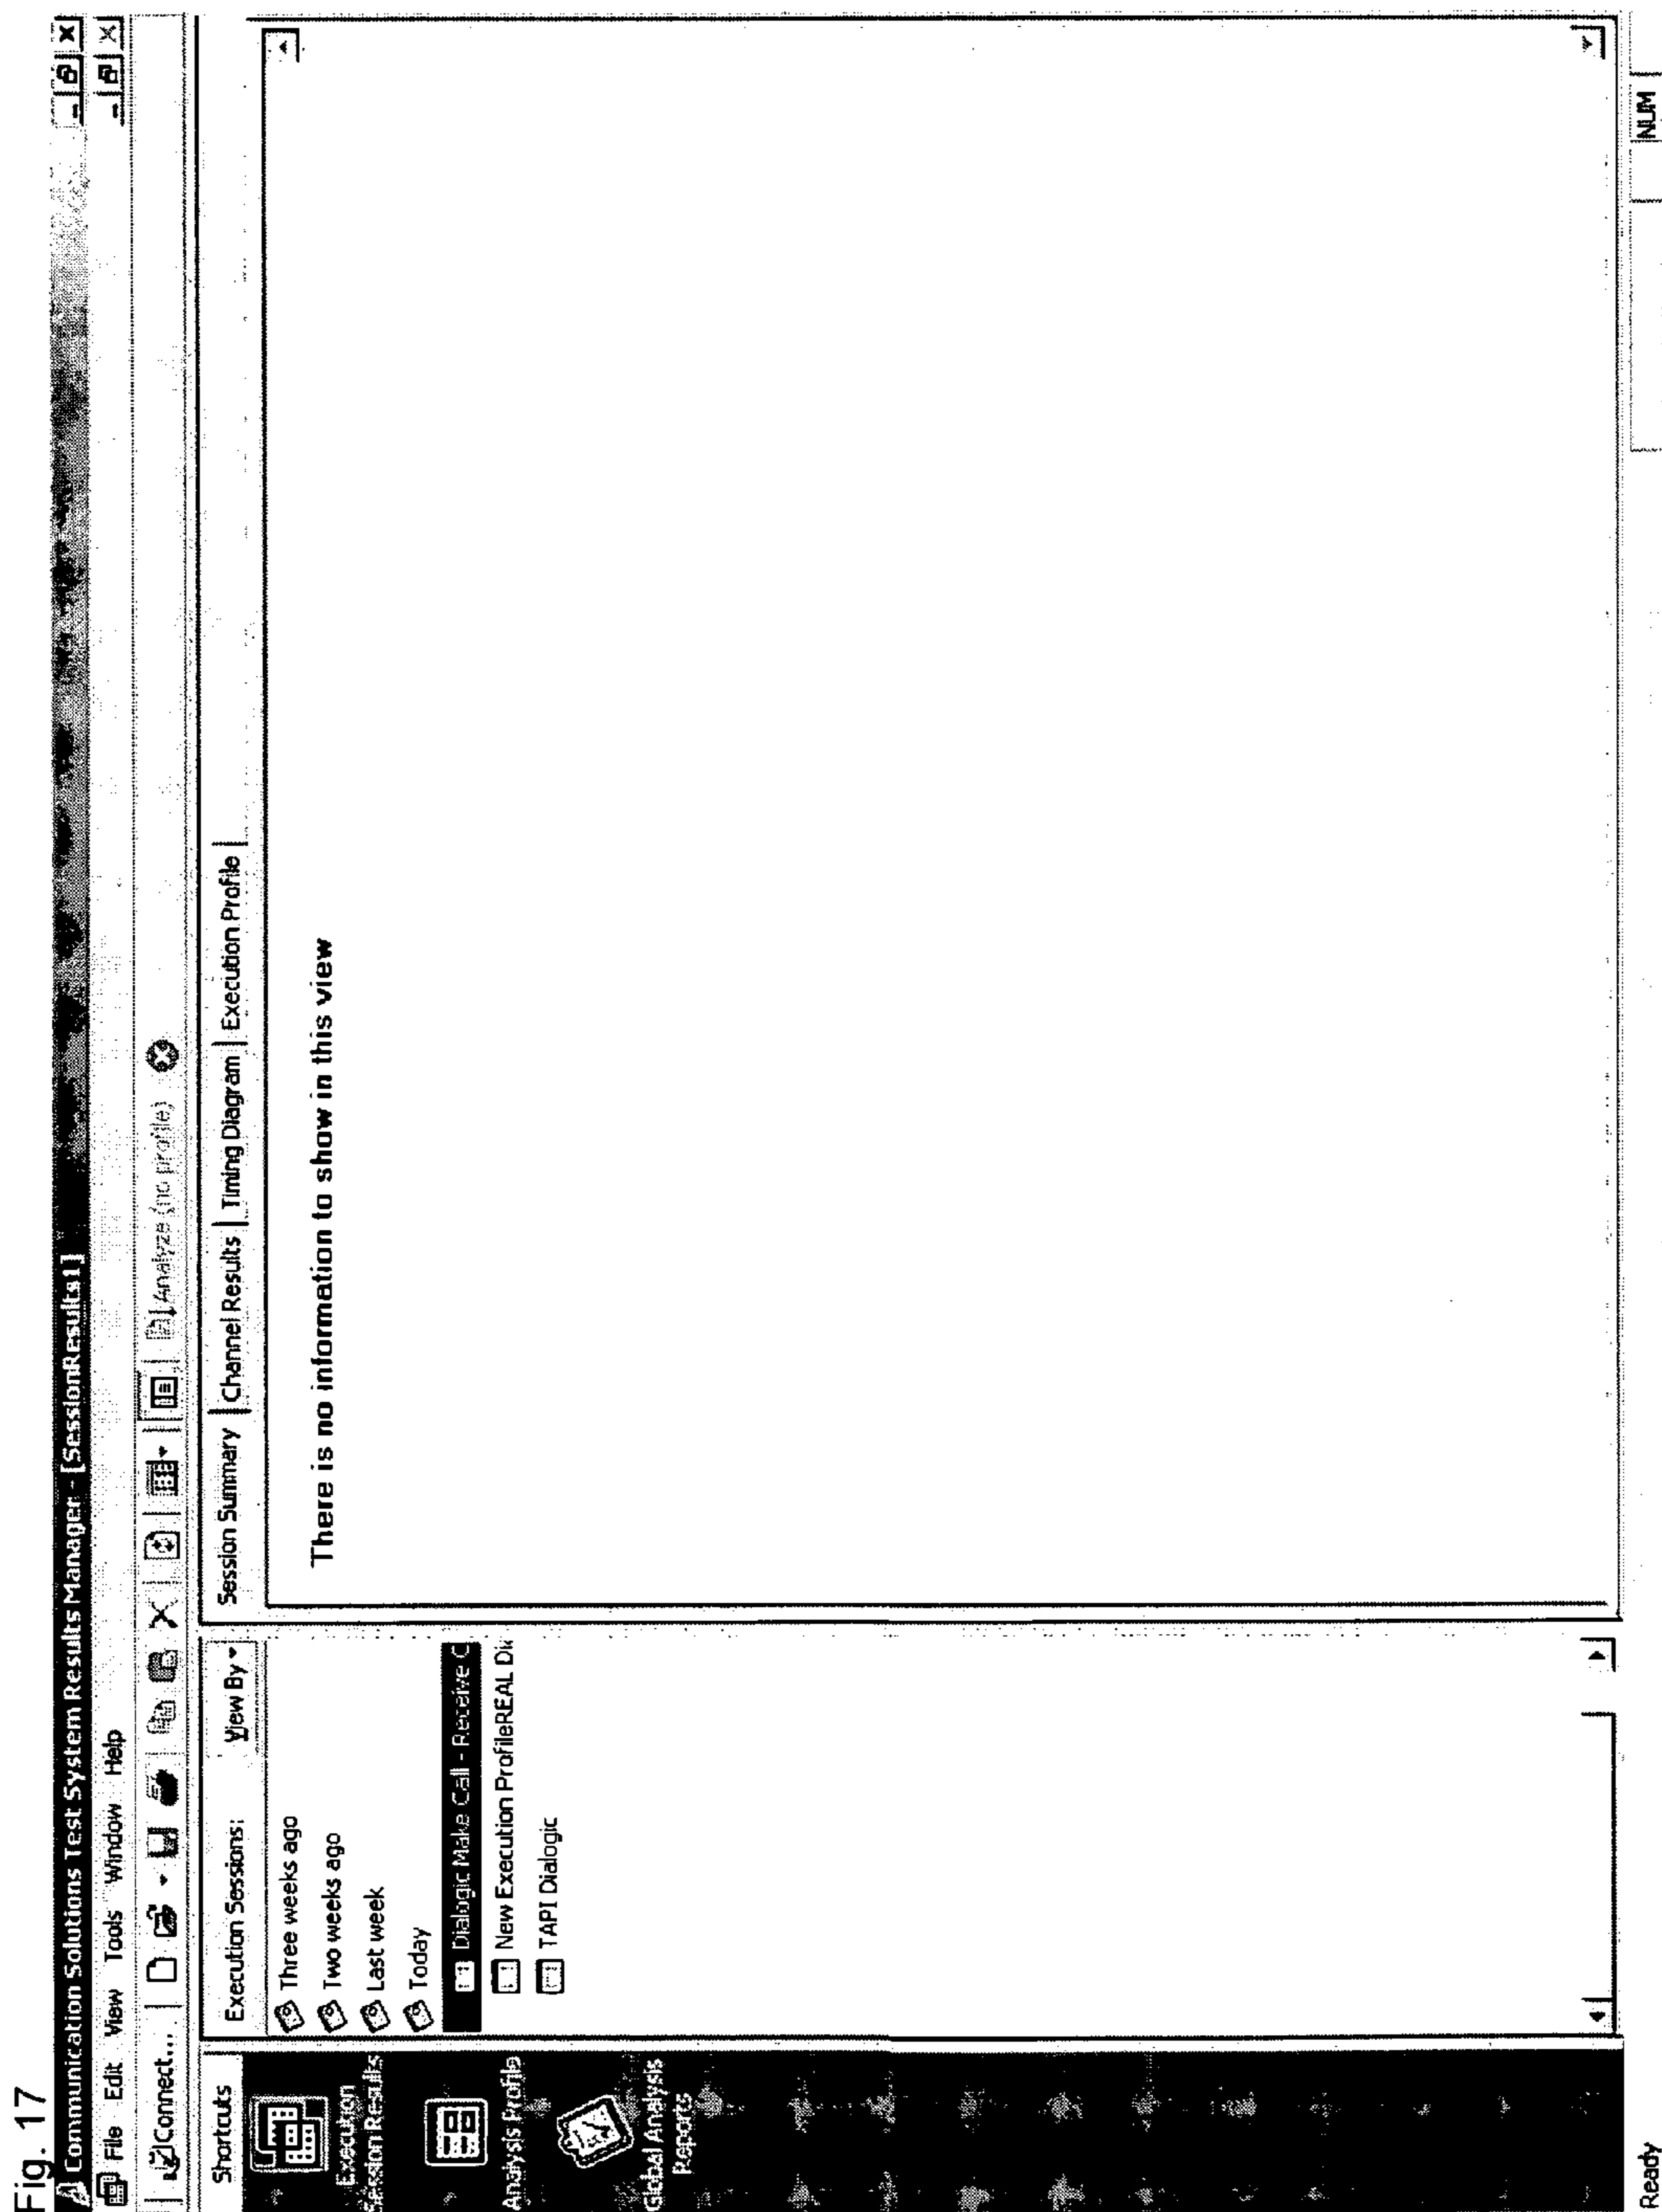 Fig. 17
Communication Solutions Test System Results Manager - [SessionResults1]
File Edit View Tools Window Help
Connect... Analyze (no profile)
Shortcuts
Execution
Session Results
Analysis Profile
Global Analysis
Reports
Execution Sessions: View By
Three weeks ago
Two weeks ago
Last week
Today
Dialogic Make Call - Receive C
New Execution ProfileREAL Di
TAPI Dialogic
Session Summary Channel Results Timing Diagram Execution Profile
There is no information to show in this view
Ready NUM